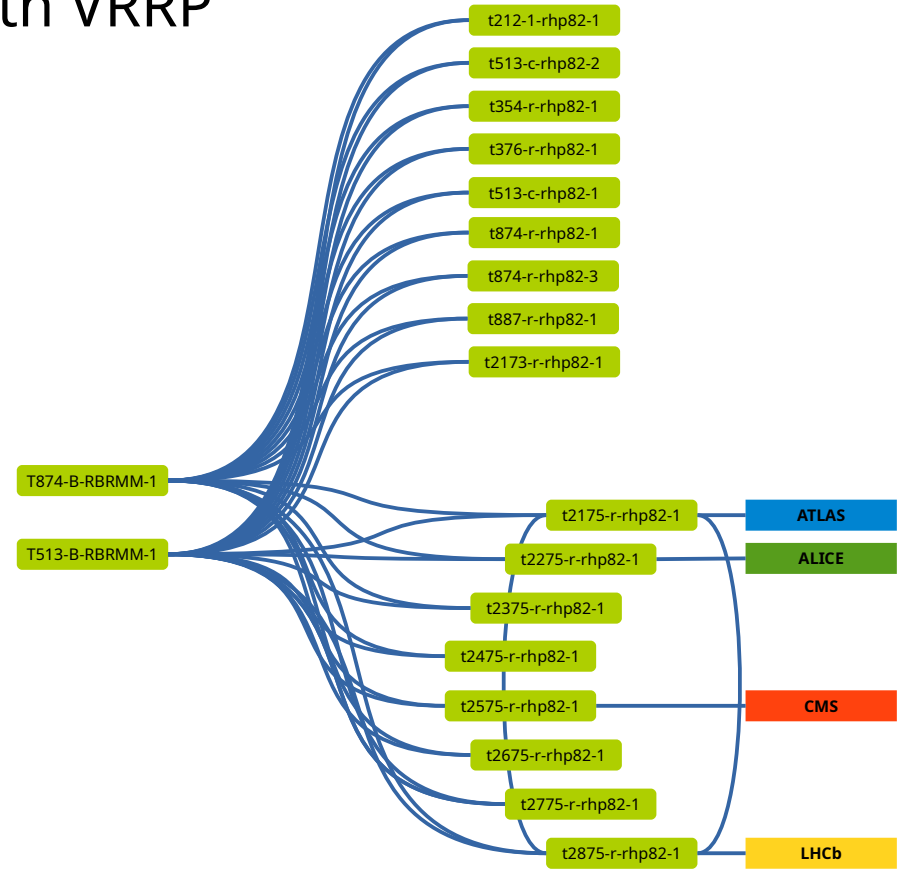 th VRRP
t212-1-rhp82-1
t513-c-rhp82-2
t354-r-rhp82-1
t376-r-rhp82-1
t513-c-rhp82-1
t874-r-rhp82-1
t874-r-rhp82-3
t887-r-rhp82-1
t2173-r-rhp82-1
T874-B-RBRMM-1
T513-B-RBRMM-1
t2175-r-rhp82-1
ATLAS
t2275-r-rhp82-1
ALICE
t2375-r-rhp82-1
t2475-r-rhp82-1
t2575-r-rhp82-1
CMS
t2675-r-rhp82-1
t2775-r-rhp82-1
t2875-r-rhp82-1
LHCb